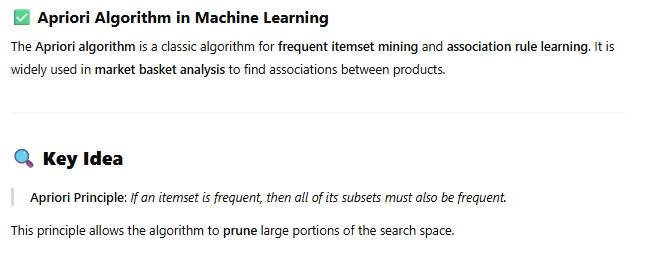 ✅ Apriori Algorithm in Machine Learning
The Apriori algorithm is a classic algorithm for frequent itemset mining and association rule learning. It is
widely used in market basket analysis to find associations between products.
🔍 Key Idea
Apriori Principle: If an itemset is frequent, then all of its subsets must also be frequent.
This principle allows the algorithm to prune large portions of the search space.